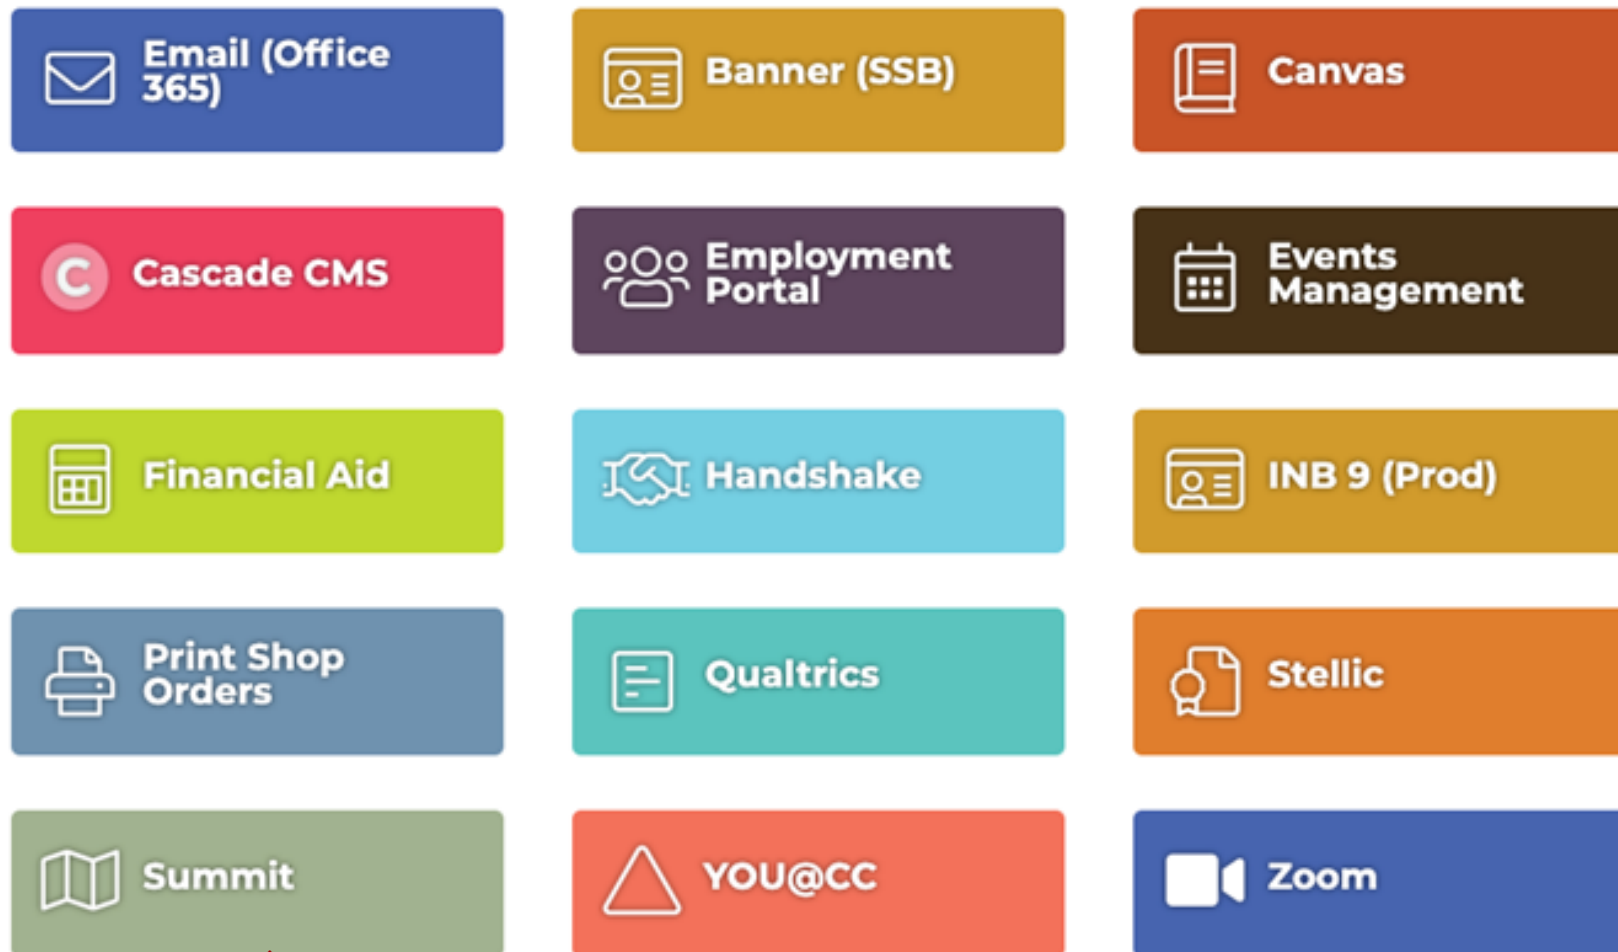 Email (Office
365)
Banner (SSB)
Canvas
C
Cascade CMS
Employment
Portal
Events
Management
Financial Aid
Handshake
INB 9 (Prod)
Print Shop
Orders
Qualtrics
Stellic
Summit
YOU@CC
Zoom